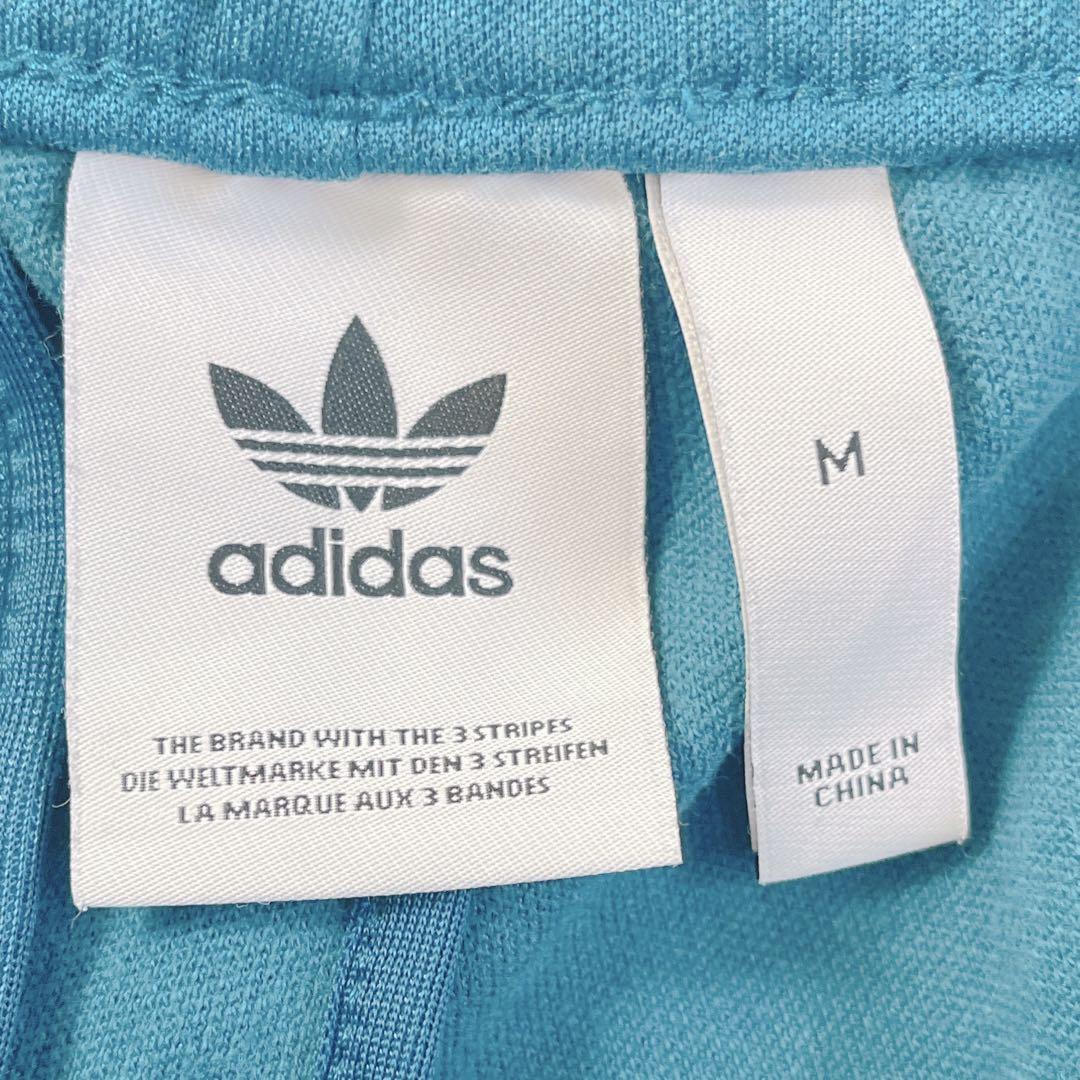 adidas
THE BRAND WITH THE 3 STRIPES
DIE WELTMARKE MIT DEN 3 STREIFEN
LA MARQUE AUX 3 BANDES
M
MADE IN
CHINA